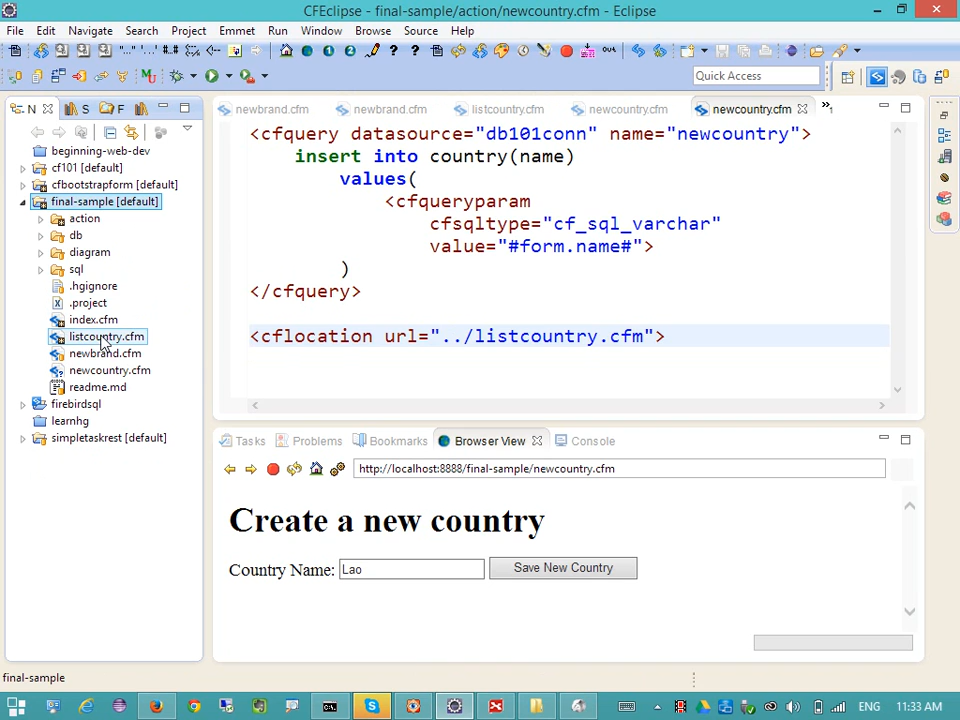 CFEclipse - final-sample/action/newcountry.cfm - Eclipse
File Edit Navigate Search Project Emmet Run Window Browse Source Help
Quick Access
N S F
newbrand.cfm newbrand.cfm listcountry.cfm newcountry.cfm newcountry.cfm
beginning-web-dev
cf101 [default]
cfbootstrapform [default]
final-sample [default]
action
db
diagram
sql
.hgignore
.project
index.cfm
listcountry.cfm
newbrand.cfm
newcountry.cfm
readme.md
firebirdsql
learnhg
simpletaskrest [default]
<cfquery datasource="db101conn" name="newcountry">
insert into country(name)
values(
<cfqueryparam
cfsqltype="cf_sql_varchar"
value="#form.name#">
)
</cfquery>
<cflocation url="../listcountry.cfm">
Tasks Problems Bookmarks Browser View Console
http://localhost:8888/final-sample/newcountry.cfm
Create a new country
Country Name: Lao Save New Country
final-sample
ENG 11:33 AM